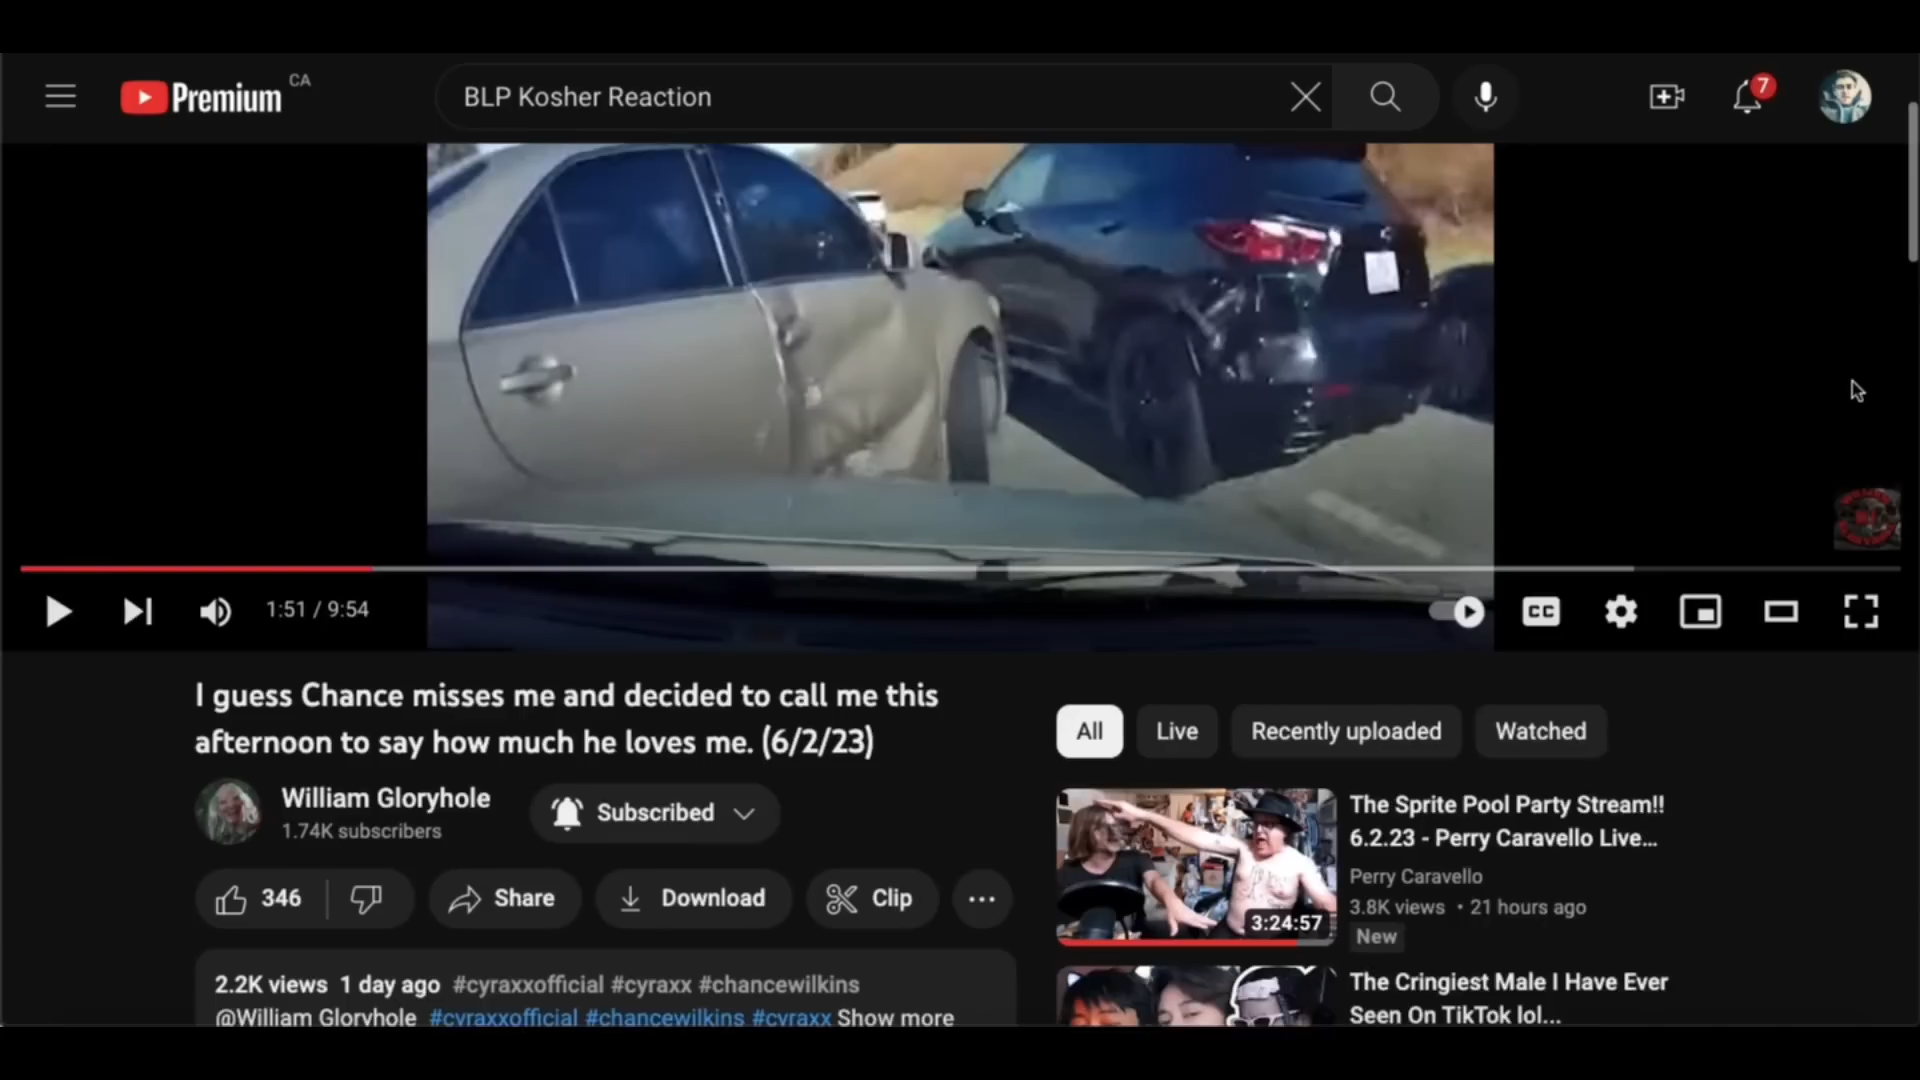 Premium CA
BLP Kosher Reaction
7
1:51 / 9:54
CC
I guess Chance misses me and decided to call me this
afternoon to say how much he loves me. (6/2/23)
William Gloryhole
1.74K subscribers
Subscribed
346
Share
Download
Clip
2.2K views 1 day ago #cyraxxofficial #cyraxx #chancewilkins
@William Gloryhole #cyraxxofficial #chancewilkins #cyraxx Show more
All
Live
Recently uploaded
Watched
3:24:57
The Sprite Pool Party Stream!!
6.2.23 - Perry Caravello Live...
Perry Caravello
3.8K views • 21 hours ago
New
The Cringiest Male I Have Ever
Seen On TikTok lol...